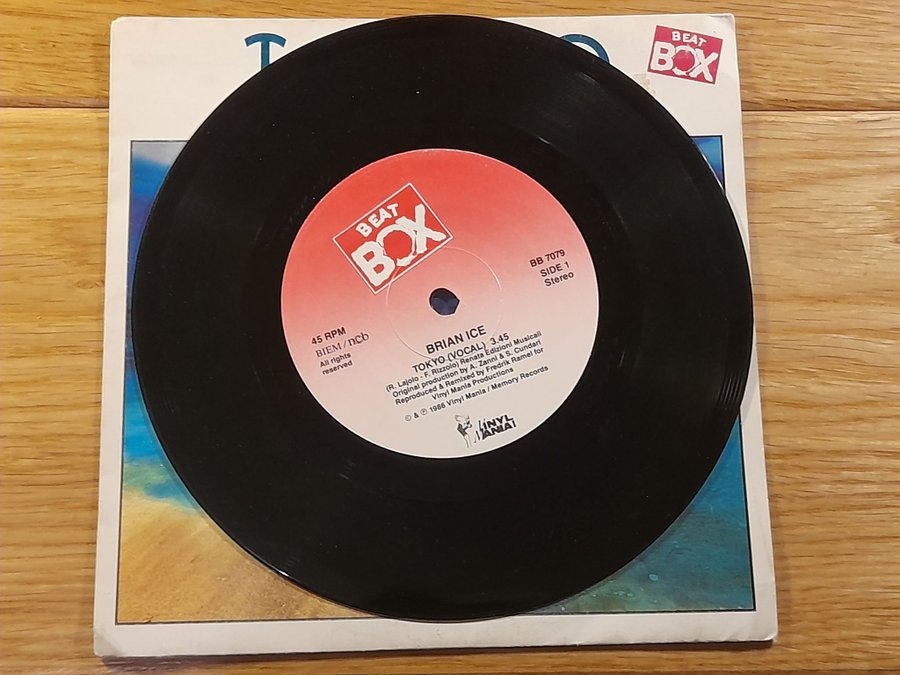 BEAT
BOX
BEAT
BOX
BB 7079
SIDE 1
Stereo
45 RPM
BIEM/ncb
All rights
reserved
BRIAN ICE
TOKYO (VOCAL) 3.45
(R. Lajolo - F. Rizzolo) Renata Edizioni Musicali
Original production by A. Zanni & S. Cundari
Reproduced & Remixed by Fredrik Ramel for
Vinyl Mania Productions
© & ℗ 1986 Vinyl Mania / Memory Records
VINYL
MANIA!